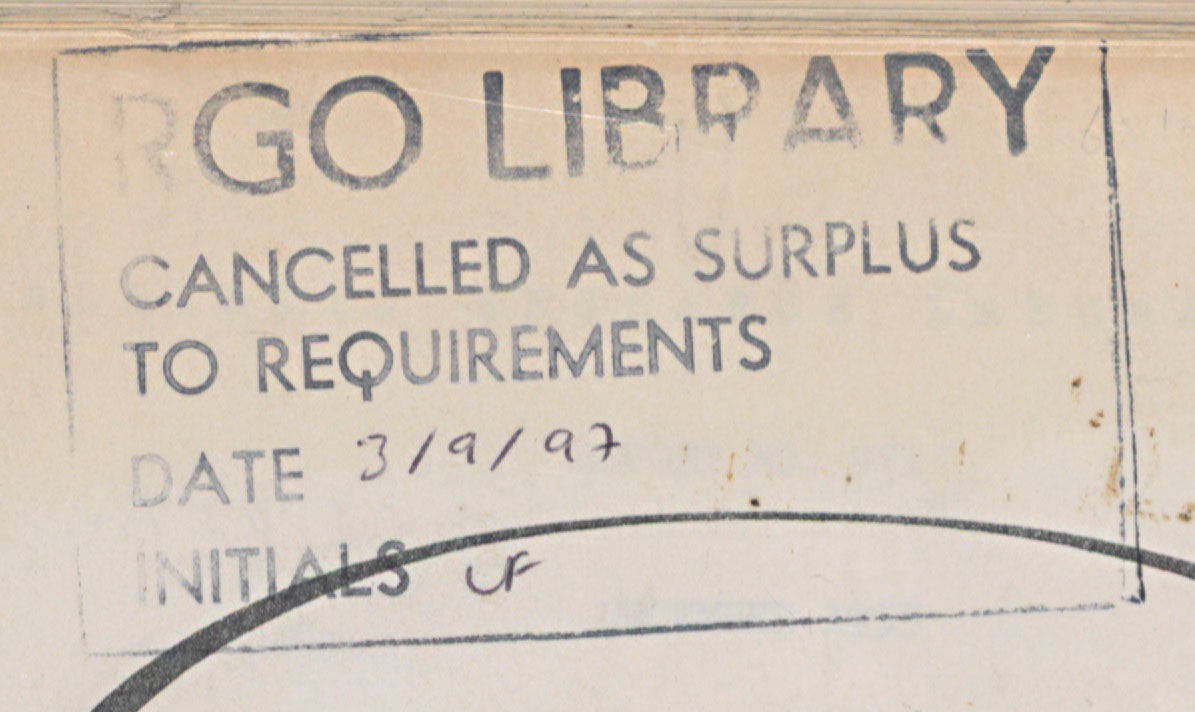 RGO LIBRARY
CANCELLED AS SURPLUS
TO REQUIREMENTS
DATE 3/9/97
INITIALS